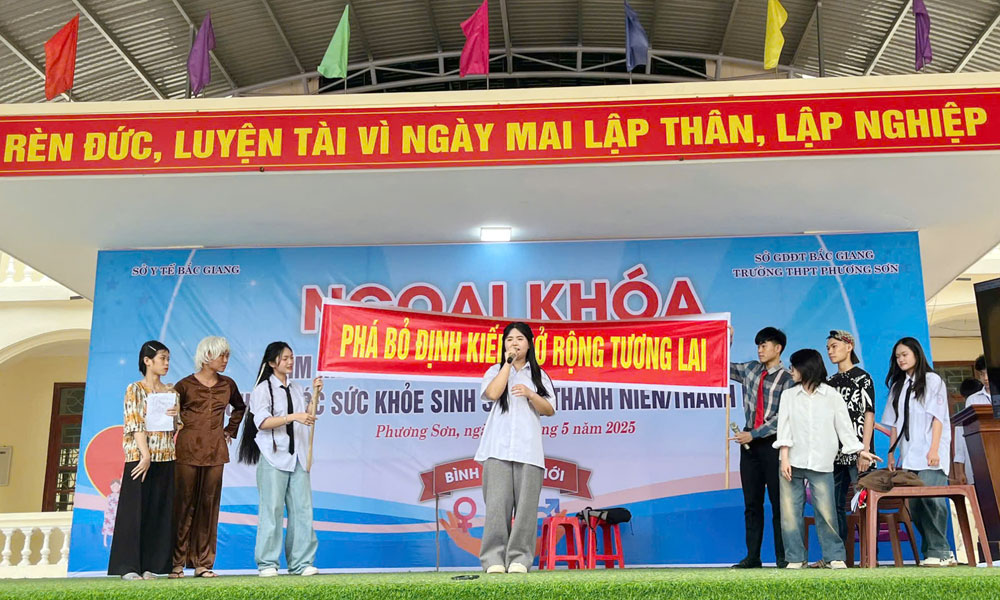 RÈN ĐỨC, LUYỆN TÀI VÌ NGÀY MAI LẬP THÂN, LẬP NGHIỆP
SỞ Y TẾ BẮC GIANG
SỞ GDĐT BẮC GIANG
TRƯỜNG THPT PHƯƠNG SƠN
NGOẠI KHÓA
PHÁ BỎ ĐỊNH KIẾN RỘNG TƯƠNG LAI
SỨC KHỎE SINH THANH NIÊN/THÀNH
Phương Sơn, 5 năm 2025
BÌNH